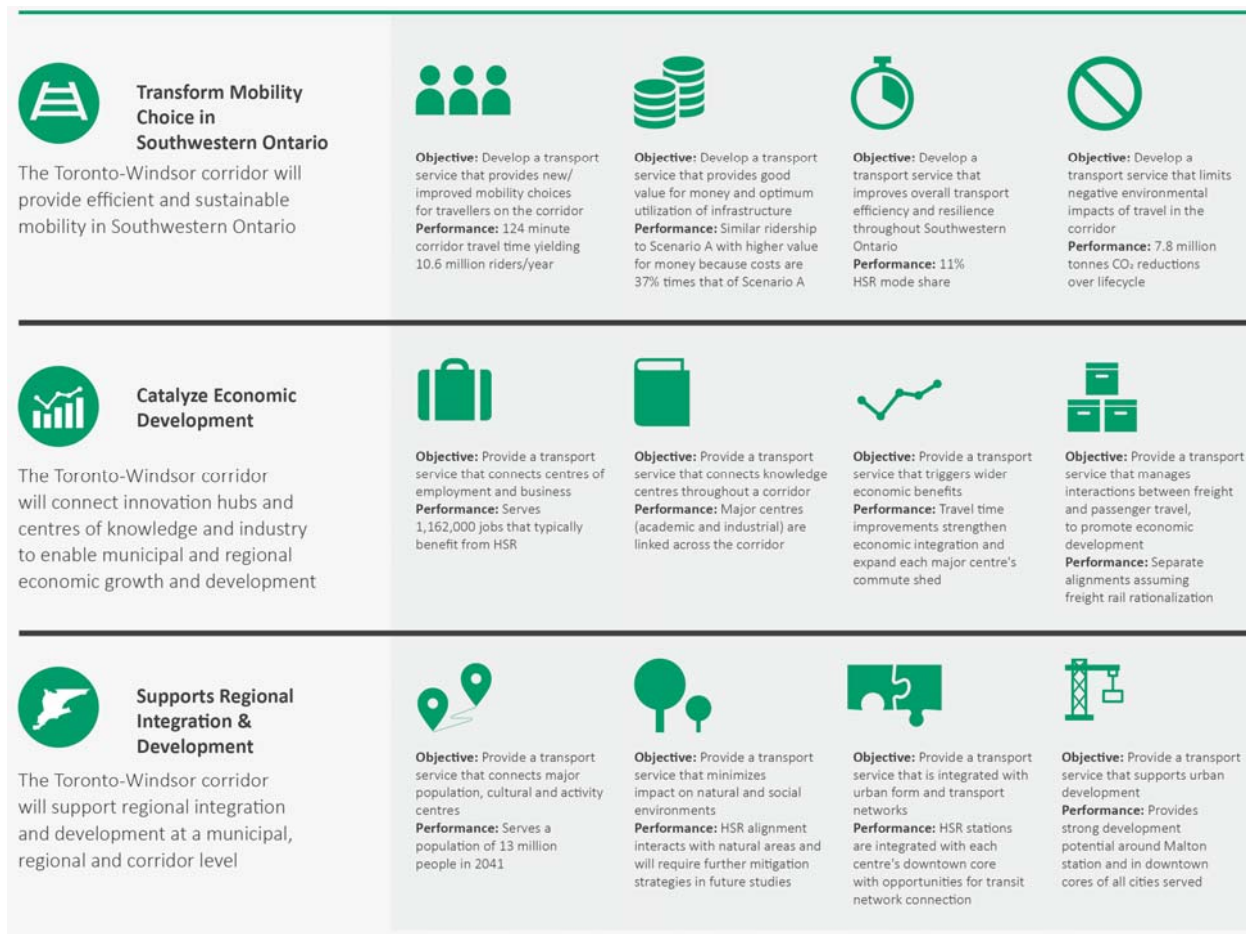 Transform Mobility
Choice in
Southwestern Ontario
The Toronto-Windsor corridor will
provide efficient and sustainable
mobility in Southwestern Ontario
Objective: Develop a transport
service that provides new/
improved mobility choices
for travellers on the corridor
Performance: 124 minute
corridor travel time yielding
10.6 million riders/year
Objective: Develop a transport
service that provides good
value for money and optimum
utilization of infrastructure
Performance: Similar ridership
to Scenario A with higher value
for money because costs are
37% times that of Scenario A
Objective: Develop a
transport service that
improves overall transport
efficiency and resilience
throughout Southwestern
Ontario
Performance: 11%
HSR mode share
Objective: Develop a
transport service that limits
negative environmental
impacts of travel in the
corridor
Performance: 7.8 million
tonnes CO₂ reductions
over lifecycle
Catalyze Economic
Development
The Toronto-Windsor corridor
will connect innovation hubs and
centres of knowledge and industry
to enable municipal and regional
economic growth and development
Objective: Provide a transport
service that connects centres of
employment and business
Performance: Serves
1,162,000 jobs that typically
benefit from HSR
Objective: Provide a transport
service that connects knowledge
centres throughout a corridor
Performance: Major centres
(academic and industrial) are
linked across the corridor
Objective: Provide a transport
service that triggers wider
economic benefits
Performance: Travel time
improvements strengthen
economic integration and
expand each major centre's
commute shed
Objective: Provide a transport
service that manages
interactions between freight
and passenger travel,
to promote economic
development
Performance: Separate
alignments assuming
freight rail rationalization
Supports Regional
Integration &
Development
The Toronto-Windsor corridor
will support regional integration
and development at a municipal,
regional and corridor level
Objective: Provide a transport
service that connects major
population, cultural and activity
centres
Performance: Serves a
population of 13 million
people in 2041
Objective: Provide a transport
service that minimizes
impact on natural and social
environments
Performance: HSR alignment
interacts with natural areas and
will require further mitigation
strategies in future studies
Objective: Provide a transport
service that is integrated with
urban form and transport
networks
Performance: HSR stations
are integrated with each
centre's downtown core
with opportunities for transit
network connection
Objective: Provide a transport
service that supports urban
development
Performance: Provides
strong development
potential around Malton
station and in downtown
cores of all cities served